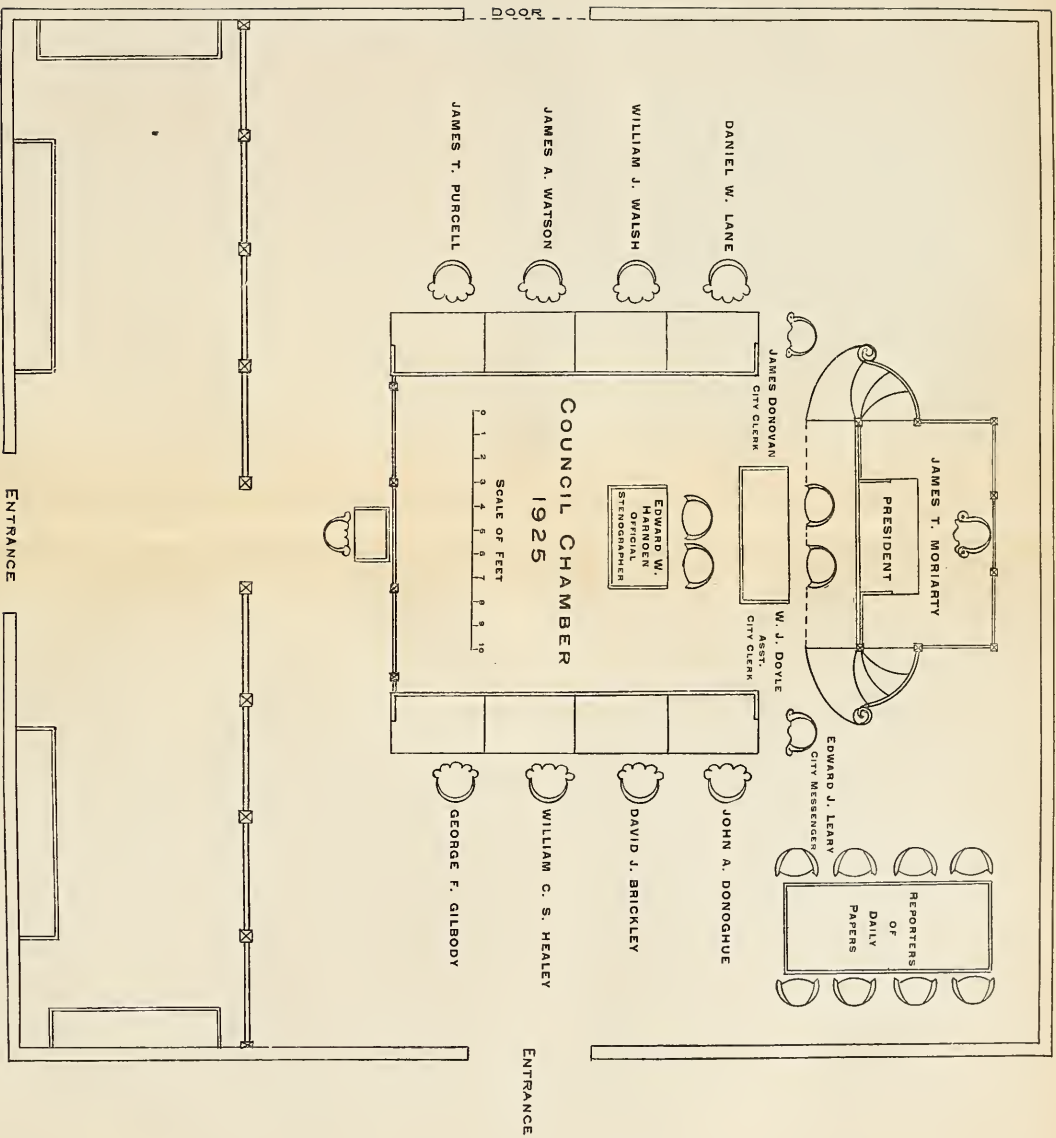 DOOR
JAMES T. PURCELL
JAMES A. WATSON
WILLIAM J. WALSH
DANIEL W. LANE
JAMES DONOVAN
CITY CLERK
JAMES T. MORIARTY
PRESIDENT
W. J. DOYLE
ASST.
CITY CLERK
EDWARD W.
HARNDEN
OFFICIAL
STENOGRAPHER
COUNCIL CHAMBER
1925
SCALE OF FEET
0 1 2 3 4 5 6 7 8 9 10
EDWARD J. LEARY
CITY MESSENGER
REPORTERS
OF
DAILY
PAPERS
JOHN A. DONOGHUE
DAVID J. BRICKLEY
WILLIAM C. S. HEALEY
GEORGE F. GILBODY
ENTRANCE
ENTRANCE